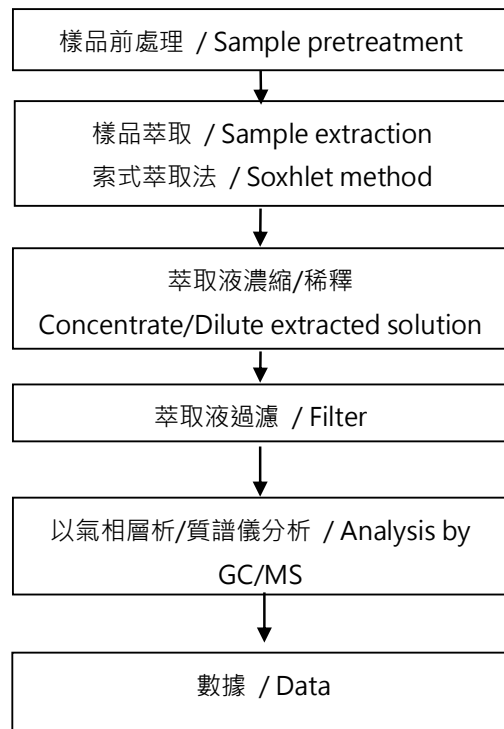 樣品前處理 / Sample pretreatment
樣品萃取 / Sample extraction
索式萃取法 / Soxhlet method
萃取液濃縮/稀釋
Concentrate/Dilute extracted solution
萃取液過濾 / Filter
以氣相層析/質譜儀分析 / Analysis by
GC/MS
數據 / Data